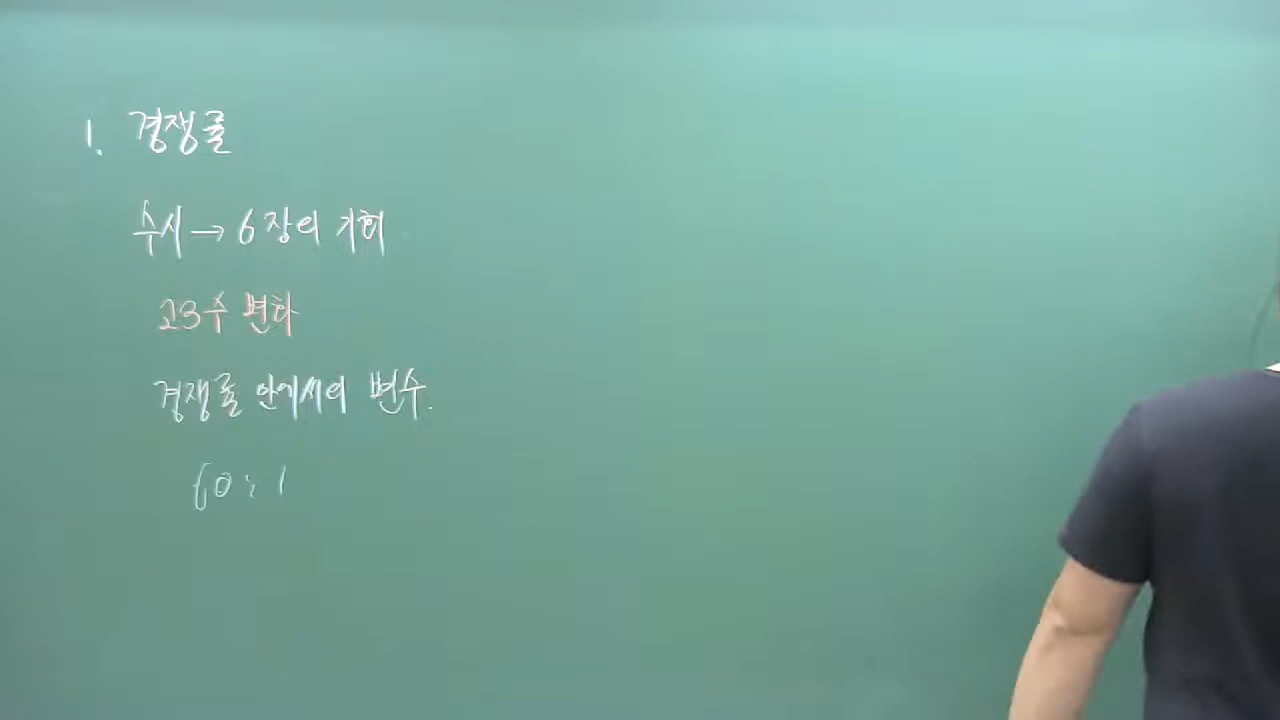 1. 경쟁률
수시 → 6장의 기회
고3수 변화
경쟁률 안에서의 변수.
60 : 1